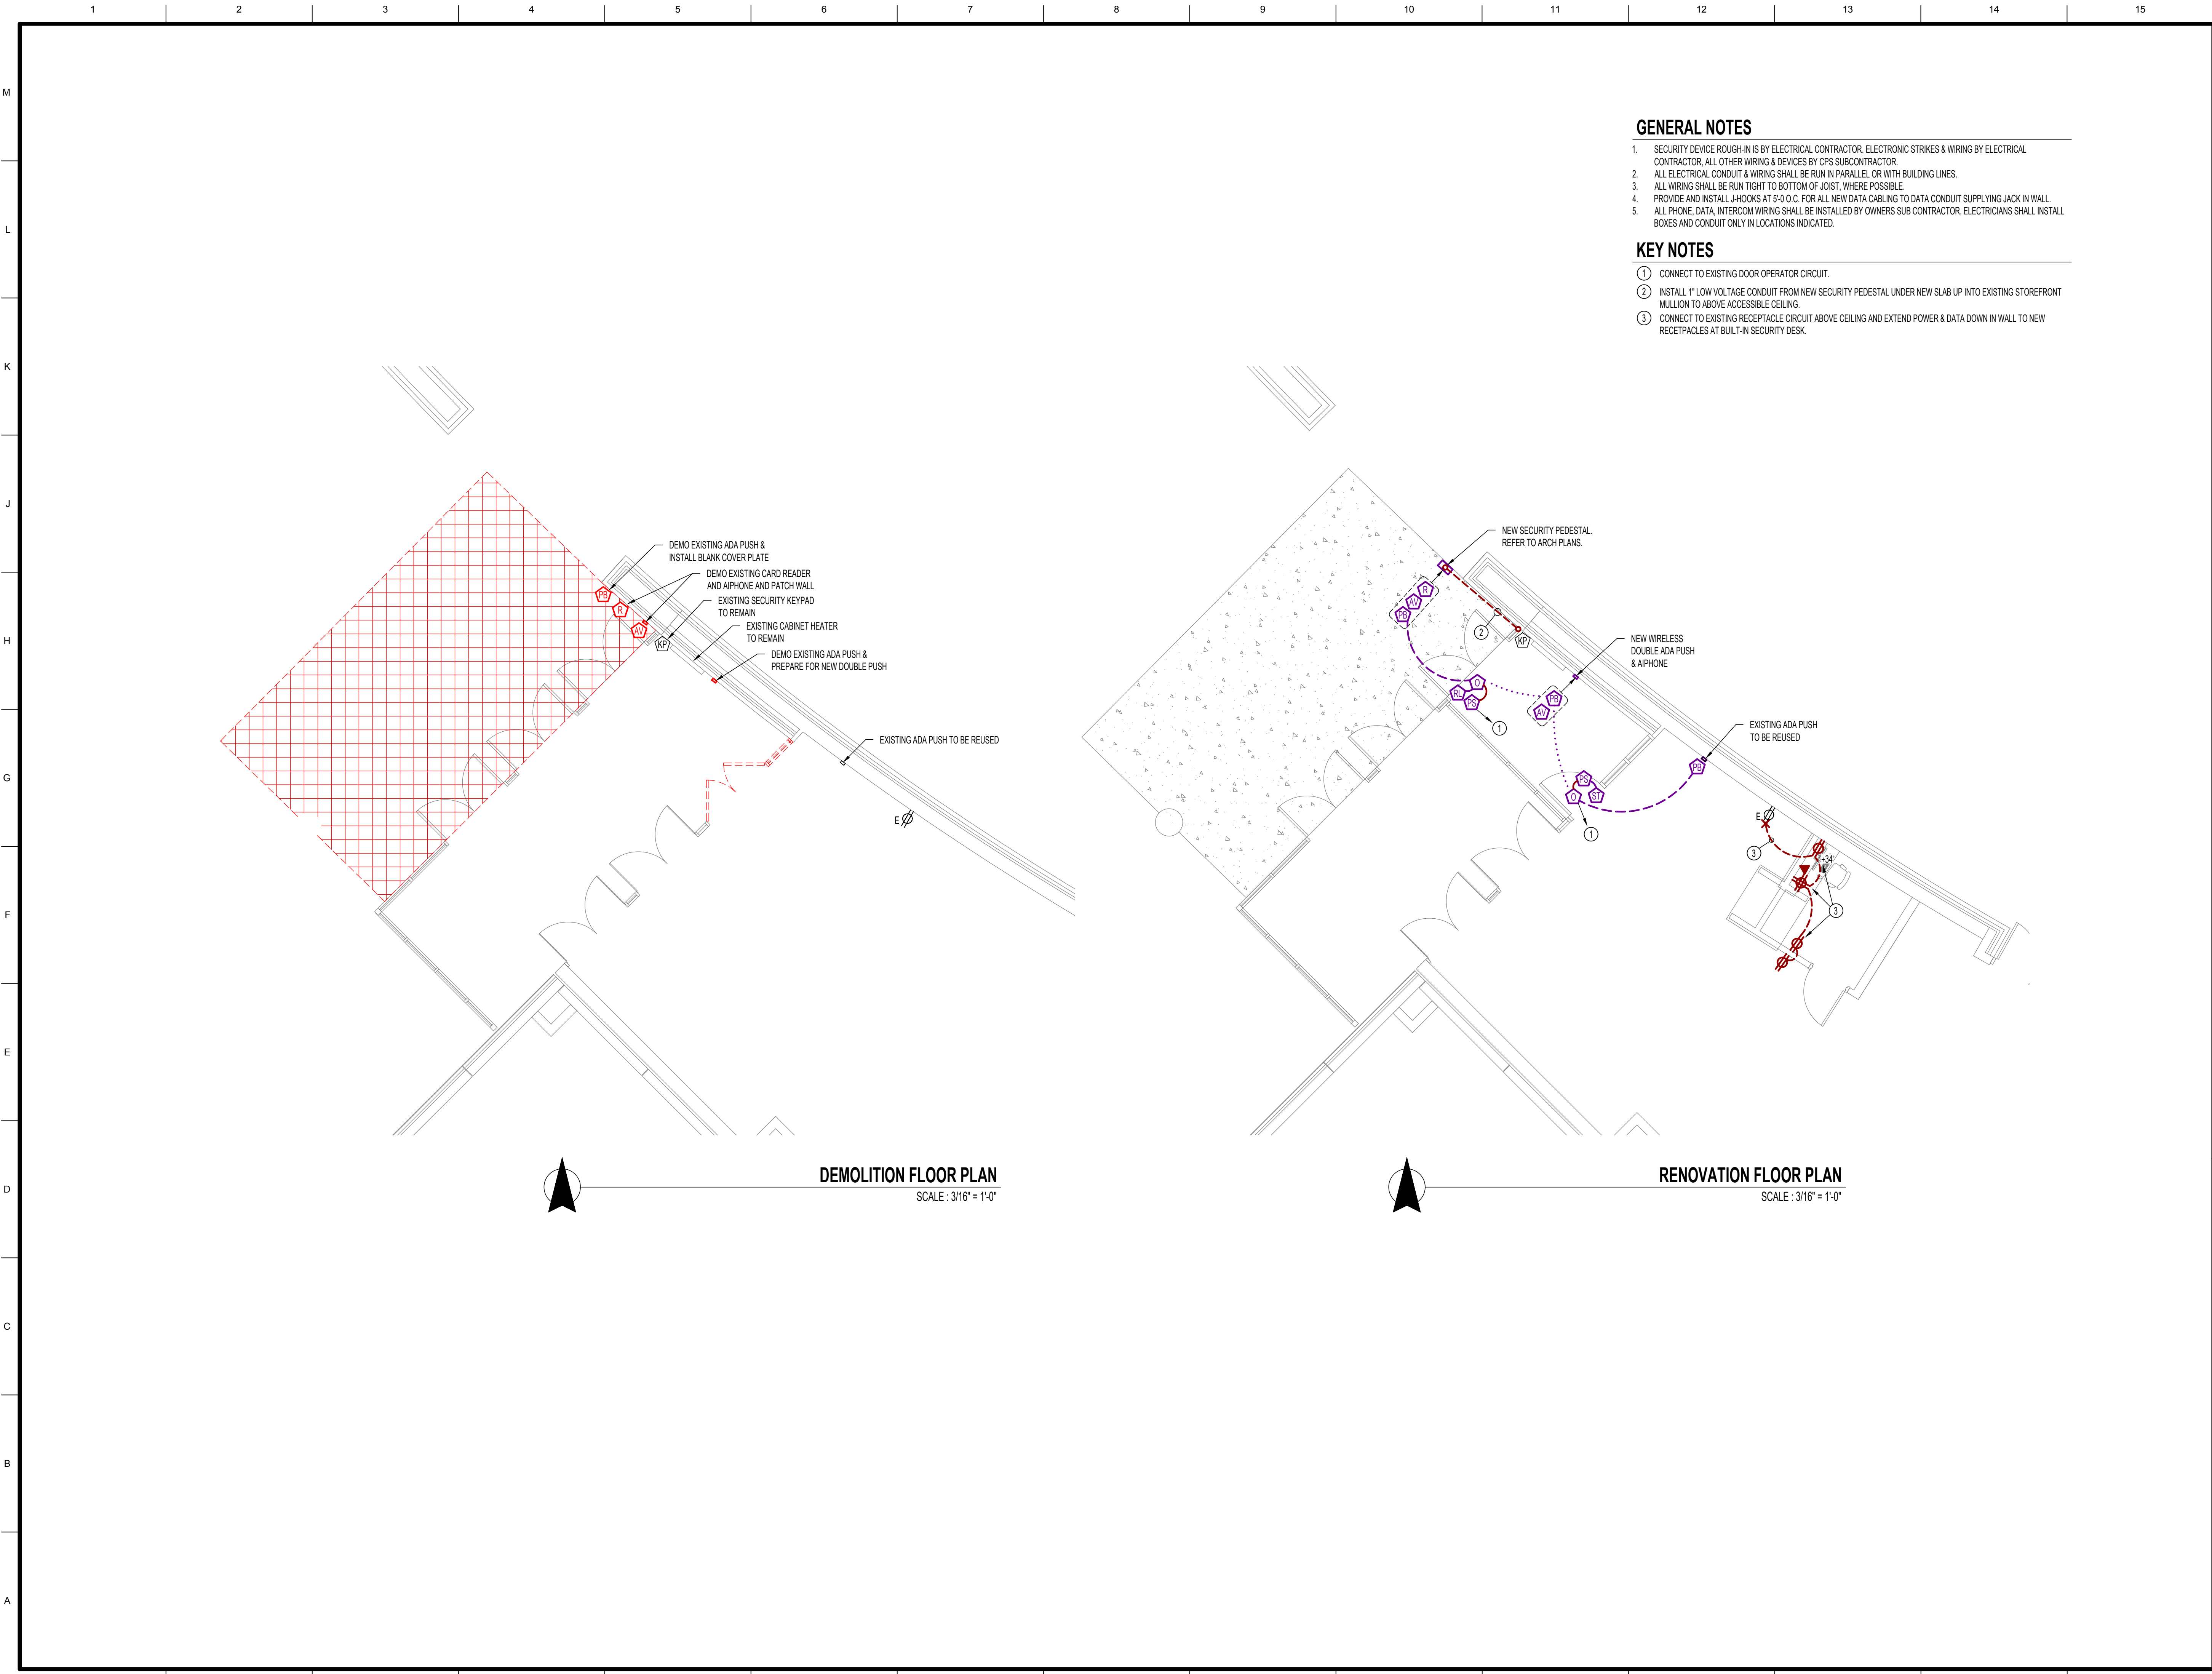 1 2 3 4 5 6 7 8 9 10 11 12 13 14 15
M
L
K
J
H
G
F
E
D
C
B
A
GENERAL NOTES
1. SECURITY DEVICE ROUGH-IN IS BY ELECTRICAL CONTRACTOR. ELECTRONIC STRIKES & WIRING BY ELECTRICAL
CONTRACTOR, ALL OTHER WIRING & DEVICES BY CPS SUBCONTRACTOR.
2. ALL ELECTRICAL CONDUIT & WIRING SHALL BE RUN IN PARALLEL OR WITH BUILDING LINES.
3. ALL WIRING SHALL BE RUN TIGHT TO BOTTOM OF JOIST, WHERE POSSIBLE.
4. PROVIDE AND INSTALL J-HOOKS AT 5'-0 O.C. FOR ALL NEW DATA CABLING TO DATA CONDUIT SUPPLYING JACK IN WALL.
5. ALL PHONE, DATA, INTERCOM WIRING SHALL BE INSTALLED BY OWNERS SUB CONTRACTOR. ELECTRICIANS SHALL INSTALL
BOXES AND CONDUIT ONLY IN LOCATIONS INDICATED.
KEY NOTES
1 CONNECT TO EXISTING DOOR OPERATOR CIRCUIT.
2 INSTALL 1" LOW VOLTAGE CONDUIT FROM NEW SECURITY PEDESTAL UNDER NEW SLAB UP INTO EXISTING STOREFRONT
MULLION TO ABOVE ACCESSIBLE CEILING.
3 CONNECT TO EXISTING RECEPTACLE CIRCUIT ABOVE CEILING AND EXTEND POWER & DATA DOWN IN WALL TO NEW
RECETPACLES AT BUILT-IN SECURITY DESK.
DEMO EXISTING ADA PUSH &
INSTALL BLANK COVER PLATE
DEMO EXISTING CARD READER
AND AIPHONE AND PATCH WALL
EXISTING SECURITY KEYPAD
TO REMAIN
EXISTING CABINET HEATER
TO REMAIN
DEMO EXISTING ADA PUSH &
PREPARE FOR NEW DOUBLE PUSH
EXISTING ADA PUSH TO BE REUSED
PB
R
AV
KP
E
DEMOLITION FLOOR PLAN
SCALE : 3/16" = 1'-0"
NEW SECURITY PEDESTAL.
REFER TO ARCH PLANS.
R
AV
PB
2
KP
NEW WIRELESS
DOUBLE ADA PUSH
& AIPHONE
O
RL
PS
PB
AV
1
EXISTING ADA PUSH
TO BE REUSED
PB
PS
O
ST
1
E
3
+34
3
RENOVATION FLOOR PLAN
SCALE : 3/16" = 1'-0"